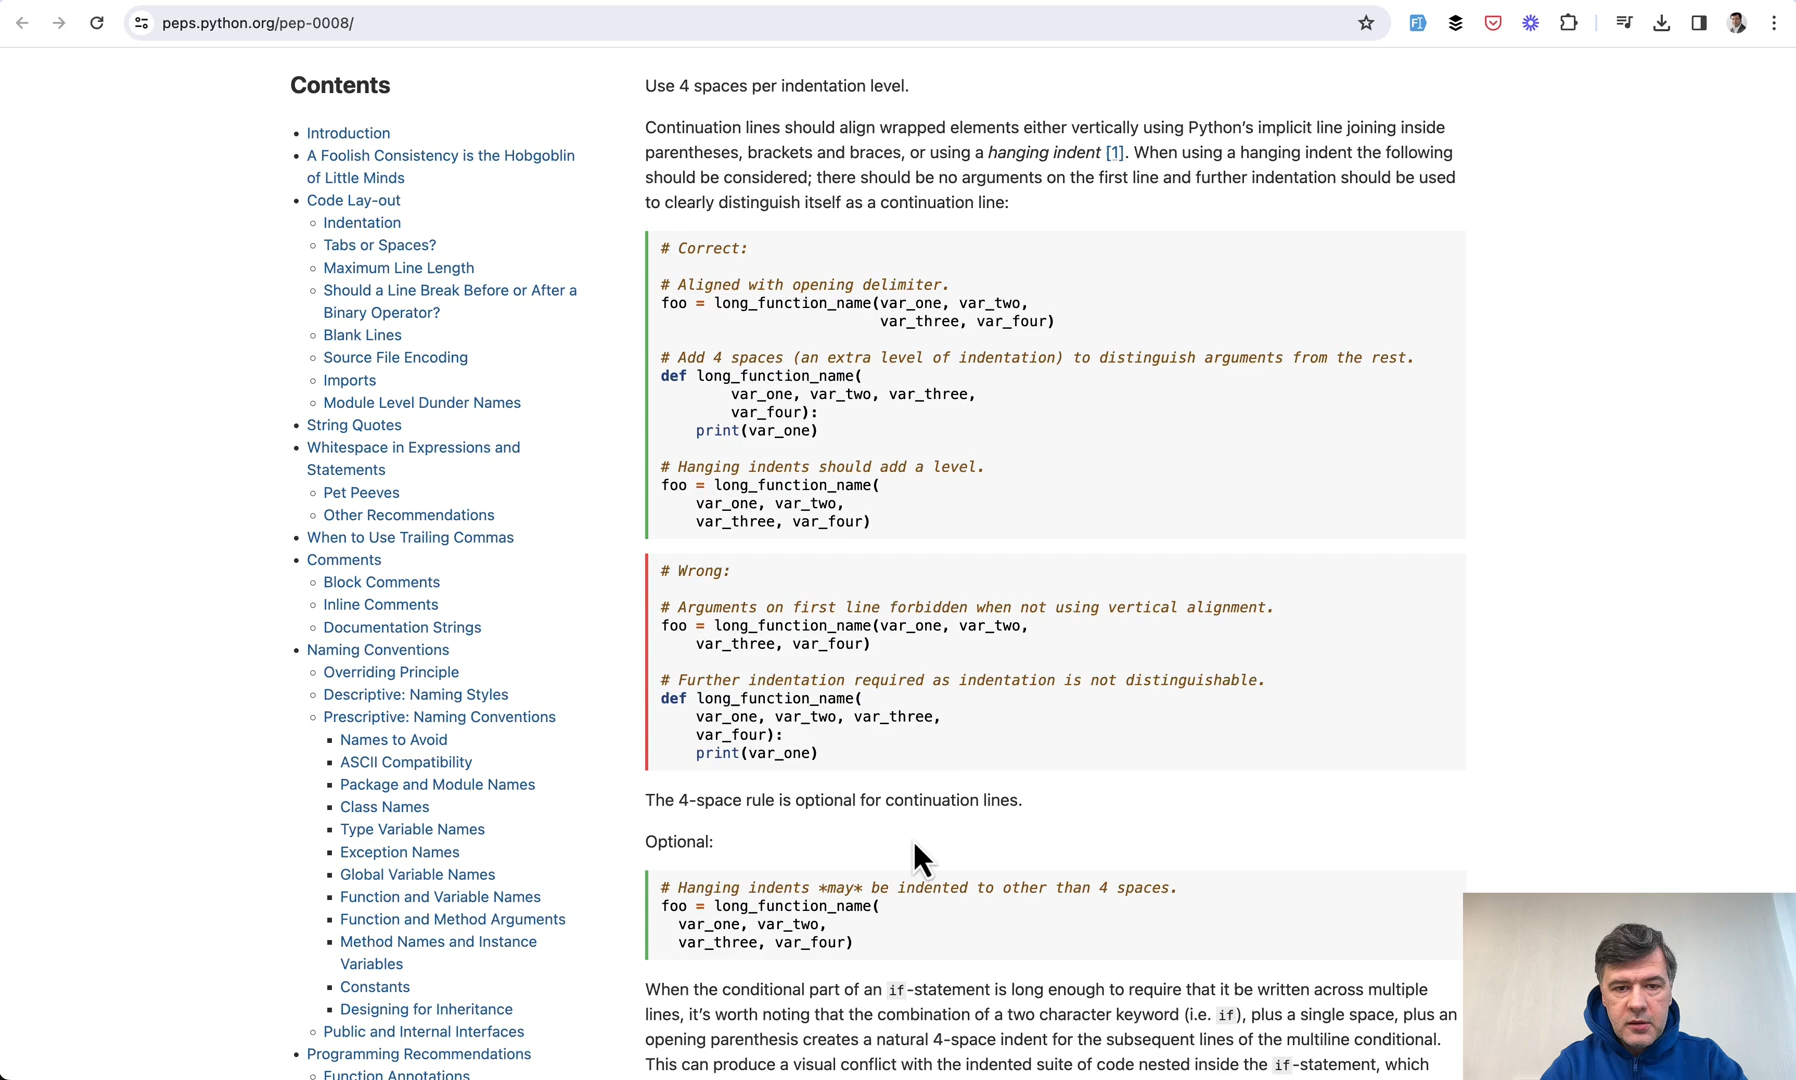 peps.python.org/pep-0008/
Contents
Introduction
A Foolish Consistency is the Hobgoblin
of Little Minds
Code Lay-out
Indentation
Tabs or Spaces?
Maximum Line Length
Should a Line Break Before or After a
Binary Operator?
Blank Lines
Source File Encoding
Imports
Module Level Dunder Names
String Quotes
Whitespace in Expressions and
Statements
Pet Peeves
Other Recommendations
When to Use Trailing Commas
Comments
Block Comments
Inline Comments
Documentation Strings
Naming Conventions
Overriding Principle
Descriptive: Naming Styles
Prescriptive: Naming Conventions
Names to Avoid
ASCII Compatibility
Package and Module Names
Class Names
Type Variable Names
Exception Names
Global Variable Names
Function and Variable Names
Function and Method Arguments
Method Names and Instance
Variables
Constants
Designing for Inheritance
Public and Internal Interfaces
Programming Recommendations
Function Annotations
Use 4 spaces per indentation level.
Continuation lines should align wrapped elements either vertically using Python’s implicit line joining inside
parentheses, brackets and braces, or using a hanging indent [1]. When using a hanging indent the following
should be considered; there should be no arguments on the first line and further indentation should be used
to clearly distinguish itself as a continuation line:
# Correct:
# Aligned with opening delimiter.
foo = long_function_name(var_one, var_two,
                         var_three, var_four)
# Add 4 spaces (an extra level of indentation) to distinguish arguments from the rest.
def long_function_name(
        var_one, var_two, var_three,
        var_four):
    print(var_one)
# Hanging indents should add a level.
foo = long_function_name(
    var_one, var_two,
    var_three, var_four)
# Wrong:
# Arguments on first line forbidden when not using vertical alignment.
foo = long_function_name(var_one, var_two,
    var_three, var_four)
# Further indentation required as indentation is not distinguishable.
def long_function_name(
    var_one, var_two, var_three,
    var_four):
    print(var_one)
The 4-space rule is optional for continuation lines.
Optional:
# Hanging indents *may* be indented to other than 4 spaces.
foo = long_function_name(
  var_one, var_two,
  var_three, var_four)
When the conditional part of an if-statement is long enough to require that it be written across multiple
lines, it’s worth noting that the combination of a two character keyword (i.e. if), plus a single space, plus an
opening parenthesis creates a natural 4-space indent for the subsequent lines of the multiline conditional.
This can produce a visual conflict with the indented suite of code nested inside the if-statement, which